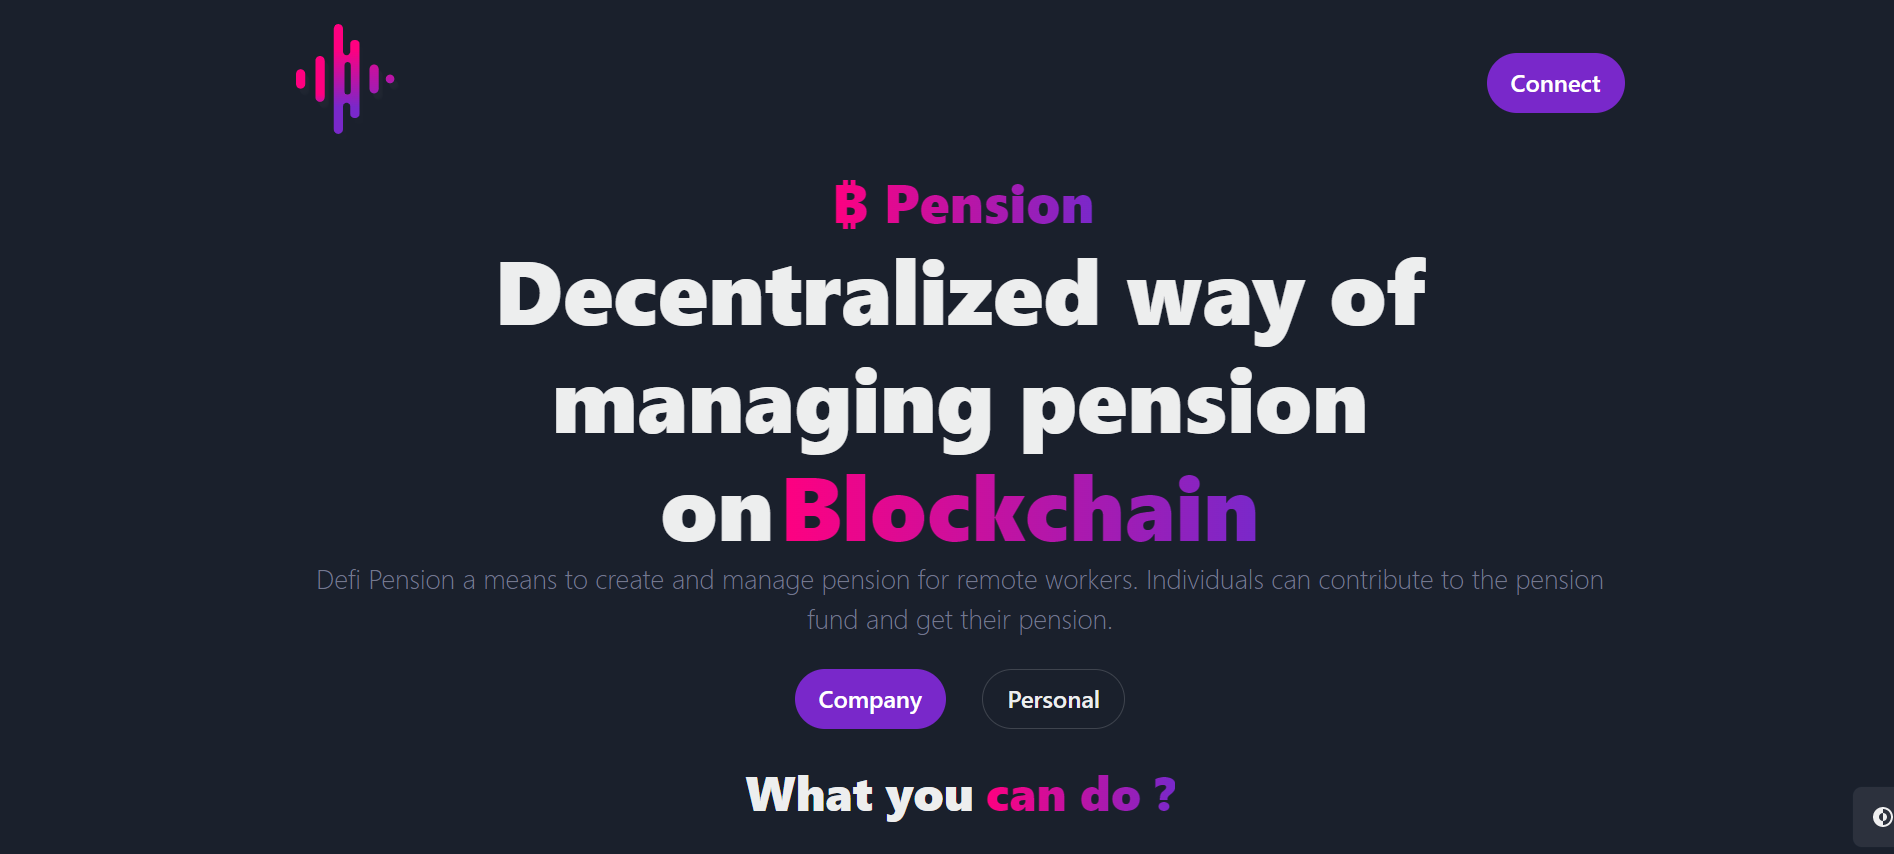 Connect
฿ Pension
Decentralized way of
managing pension
on Blockchain
Defi Pension a means to create and manage pension for remote workers. Individuals can contribute to the pension
fund and get their pension.
Company
Personal
What you can do ?